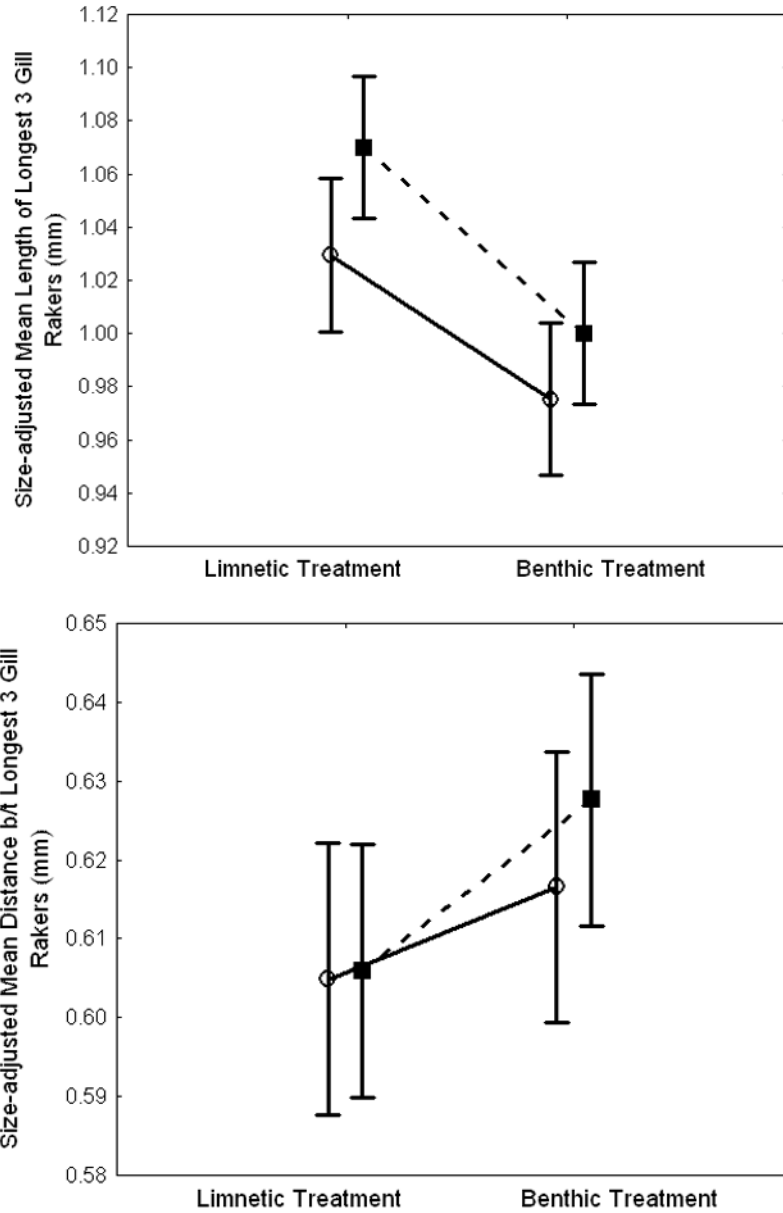 Size-adjusted Mean Length of Longest 3 Gill
Rakers (mm)
1.12
1.10
1.08
1.06
1.04
1.02
1.00
0.98
0.96
0.94
0.92
Limnetic Treatment
Benthic Treatment
Size-adjusted Mean Distance b/t Longest 3 Gill
Rakers (mm)
0.65
0.64
0.63
0.62
0.61
0.60
0.59
0.58
Limnetic Treatment
Benthic Treatment